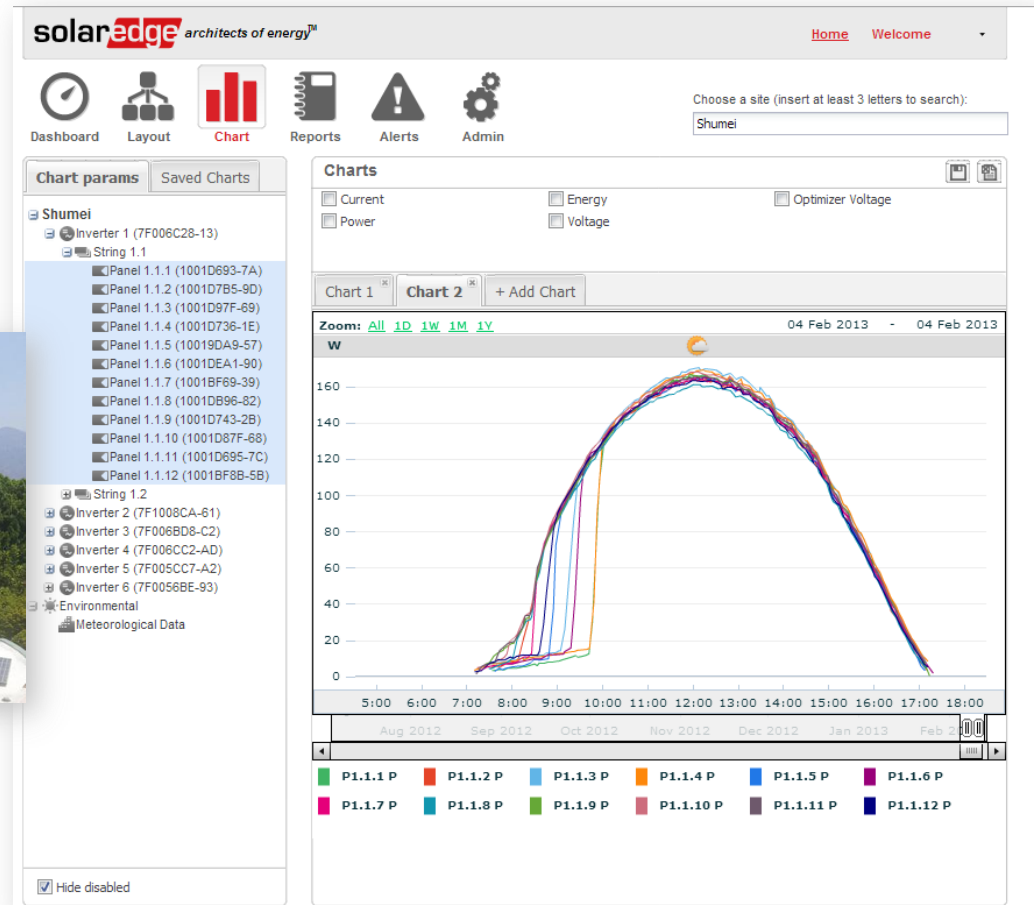 solaredge architects of energy™
Home Welcome
Dashboard Layout Chart Reports Alerts Admin
Choose a site (insert at least 3 letters to search):
Shumei
Chart params Saved Charts
Shumei
Inverter 1 (7F006C28-13)
String 1.1
Panel 1.1.1 (1001D693-7A)
Panel 1.1.2 (1001D7B5-9D)
Panel 1.1.3 (1001D97F-69)
Panel 1.1.4 (1001D736-1E)
Panel 1.1.5 (10019DA9-57)
Panel 1.1.6 (1001DEA1-90)
Panel 1.1.7 (1001BF69-39)
Panel 1.1.8 (1001DB96-82)
Panel 1.1.9 (1001D743-2B)
Panel 1.1.10 (1001D87F-68)
Panel 1.1.11 (1001D695-7C)
Panel 1.1.12 (1001BF8B-5B)
String 1.2
Inverter 2 (7F1008CA-61)
Inverter 3 (7F006BD8-C2)
Inverter 4 (7F006CC2-AD)
Inverter 5 (7F005CC7-A2)
Inverter 6 (7F0056BE-93)
Environmental
Meteorological Data
Hide disabled
Charts
Current Energy Optimizer Voltage
Power Voltage
Chart 1 Chart 2 + Add Chart
Zoom: All 1D 1W 1M 1Y 04 Feb 2013 - 04 Feb 2013
W
160
140
120
100
80
60
40
20
0
5:00 6:00 7:00 8:00 9:00 10:00 11:00 12:00 13:00 14:00 15:00 16:00 17:00 18:00
Aug 2012 Sep 2012 Oct 2012 Nov 2012 Dec 2012 Jan 2013 Feb 2
P1.1.1 P P1.1.2 P P1.1.3 P P1.1.4 P P1.1.5 P P1.1.6 P
P1.1.7 P P1.1.8 P P1.1.9 P P1.1.10 P P1.1.11 P P1.1.12 P